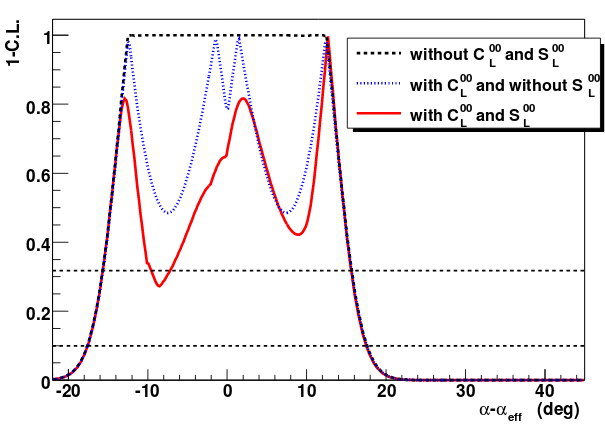 1-C.L.
without C_L^00 and S_L^00
with C_L^00 and without S_L^00
with C_L^00 and S_L^00
1
0.8
0.6
0.4
0.2
0
-20 -10 0 10 20 30 40
α-α_eff (deg)